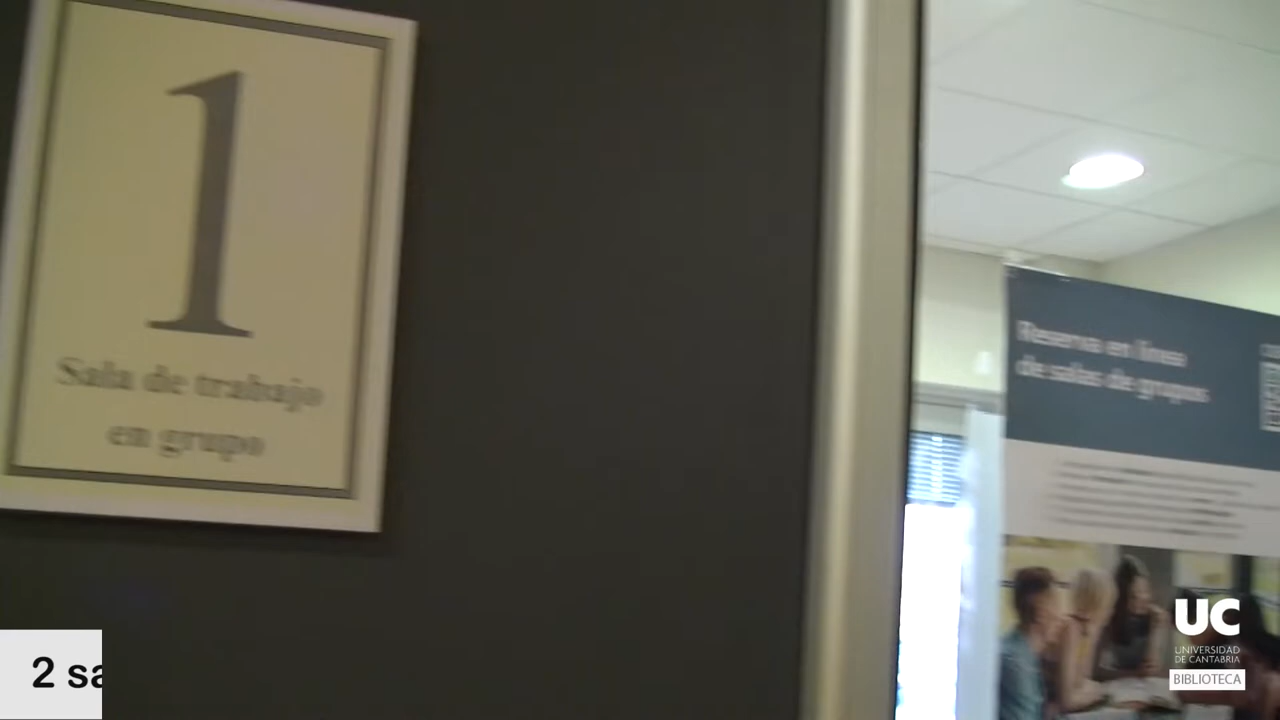 1
Sala de trabajo
en grupo
Reserva en línea
de salas de grupos
2 sa
UC
UNIVERSIDAD
DE CANTABRIA
BIBLIOTECA